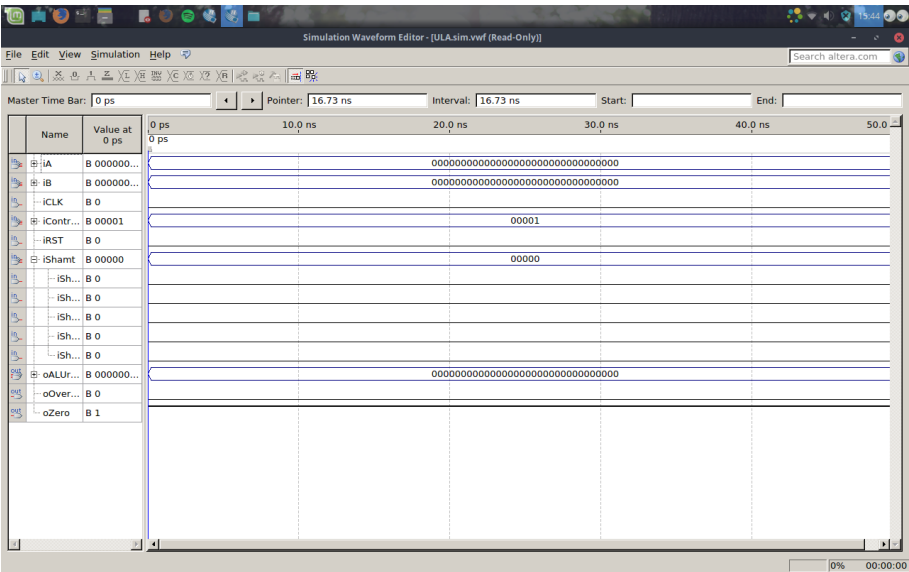 15:44
Simulation Waveform Editor - [ULA.sim.vwf (Read-Only)]
File Edit View Simulation Help
Search altera.com
Master Time Bar: 0 ps Pointer: 16.73 ns Interval: 16.73 ns Start: End:
Name Value at 0 ps 0 ps 10.0 ns 20.0 ns 30.0 ns 40.0 ns 50.0
0 ps
iA B 000000... 00000000000000000000000000000000
iB B 000000... 00000000000000000000000000000000
iCLK B 0
iContr... B 00001 00001
iRST B 0
iShamt B 00000 00000
iSh... B 0
iSh... B 0
iSh... B 0
iSh... B 0
iSh... B 0
oALUr... B 000000... 00000000000000000000000000000000
oOver... B 0
oZero B 1
0% 00:00:00